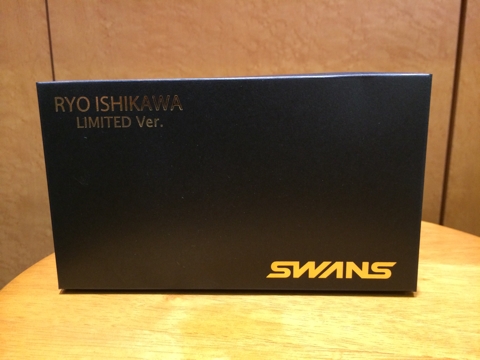 RYO ISHIKAWA
LIMITED Ver.
SWANS